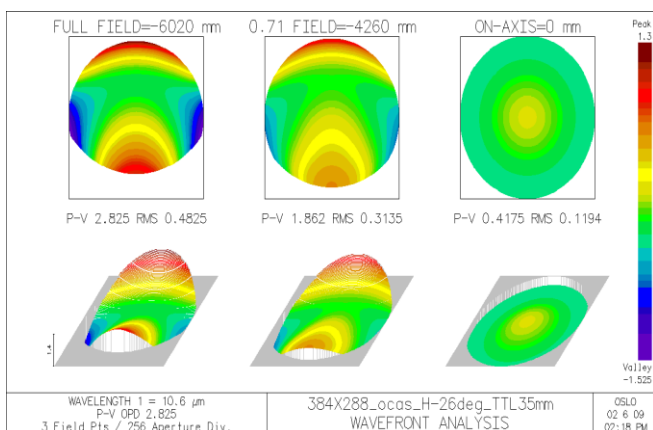 FULL FIELD=-6020 mm
0.71 FIELD=-4260 mm
ON-AXIS=0 mm
Peak
1.3
P-V 2.825 RMS 0.4825
P-V 1.862 RMS 0.3135
P-V 0.4175 RMS 0.1194
1.4
Valley
-1.525
WAVELENGTH 1 = 10.6 µm
P-V OPD 2.825
3 Field Pts / 256 Aperture Div.
384X288_ocas_H-26deg_TTL35mm
WAVEFRONT ANALYSIS
OSLO
02 6 09
02:18 PM